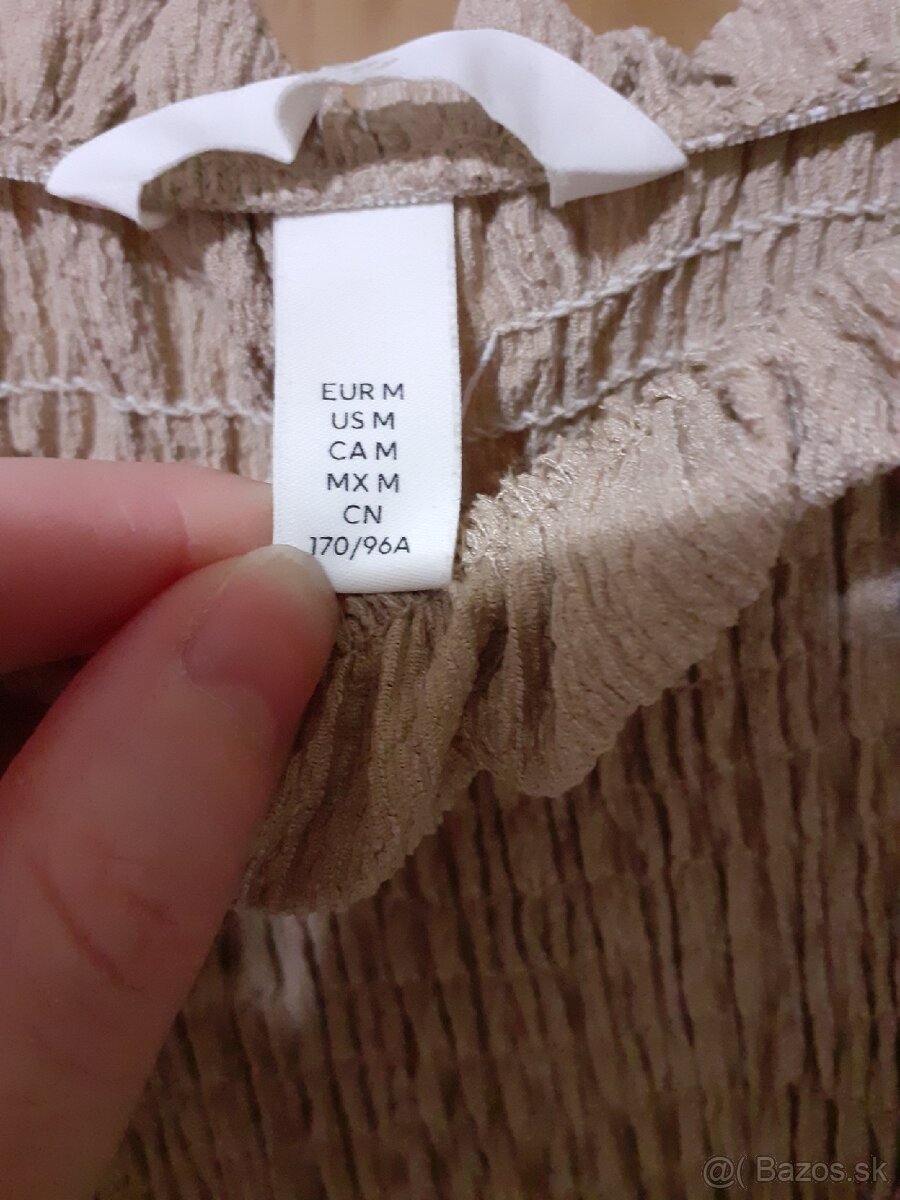 EUR M
US M
CA M
MX M
CN
170/96A
@( Bazos.sk